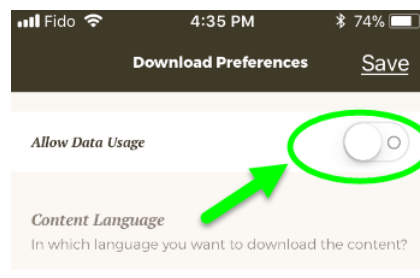 Fido 4:35 PM 74%
Download Preferences Save
Allow Data Usage
Content Language
In which language you want to download the content?